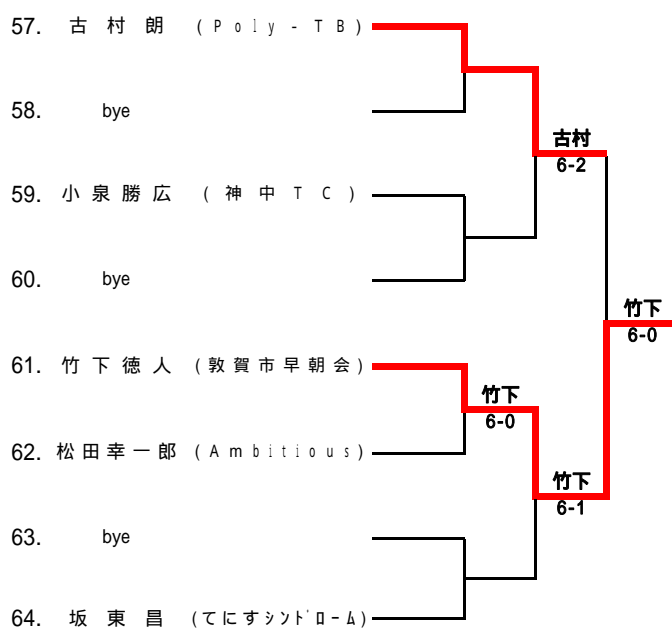 57. 古村朗 (Poly-TB)
58. bye
古村
6-2
59. 小泉勝広 (神中TC)
60. bye
竹下
6-0
61. 竹下徳人 (敦賀市早朝会)
竹下
6-0
62. 松田幸一郎 (Ambitious)
竹下
6-1
63. bye
64. 坂東昌 (てにすシンドローム)